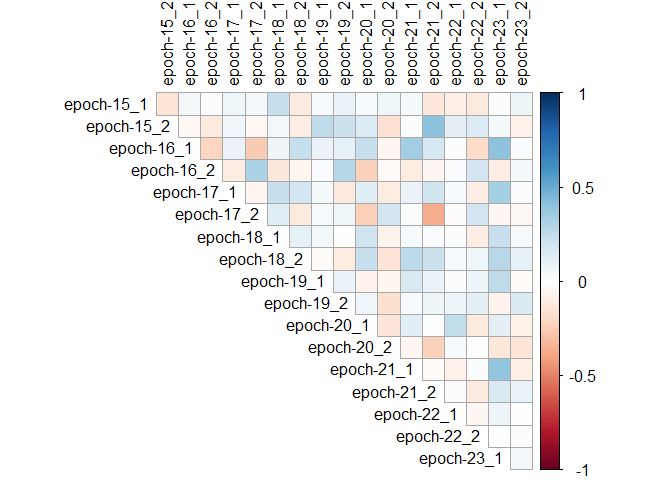 epoch-15_2
epoch-16_1
epoch-16_2
epoch-17_1
epoch-17_2
epoch-18_1
epoch-18_2
epoch-19_1
epoch-19_2
epoch-20_1
epoch-20_2
epoch-21_1
epoch-21_2
epoch-22_1
epoch-22_2
epoch-23_1
epoch-23_2
epoch-15_1
epoch-15_2
epoch-16_1
epoch-16_2
epoch-17_1
epoch-17_2
epoch-18_1
epoch-18_2
epoch-19_1
epoch-19_2
epoch-20_1
epoch-20_2
epoch-21_1
epoch-21_2
epoch-22_1
epoch-22_2
epoch-23_1
1
0.5
0
-0.5
-1